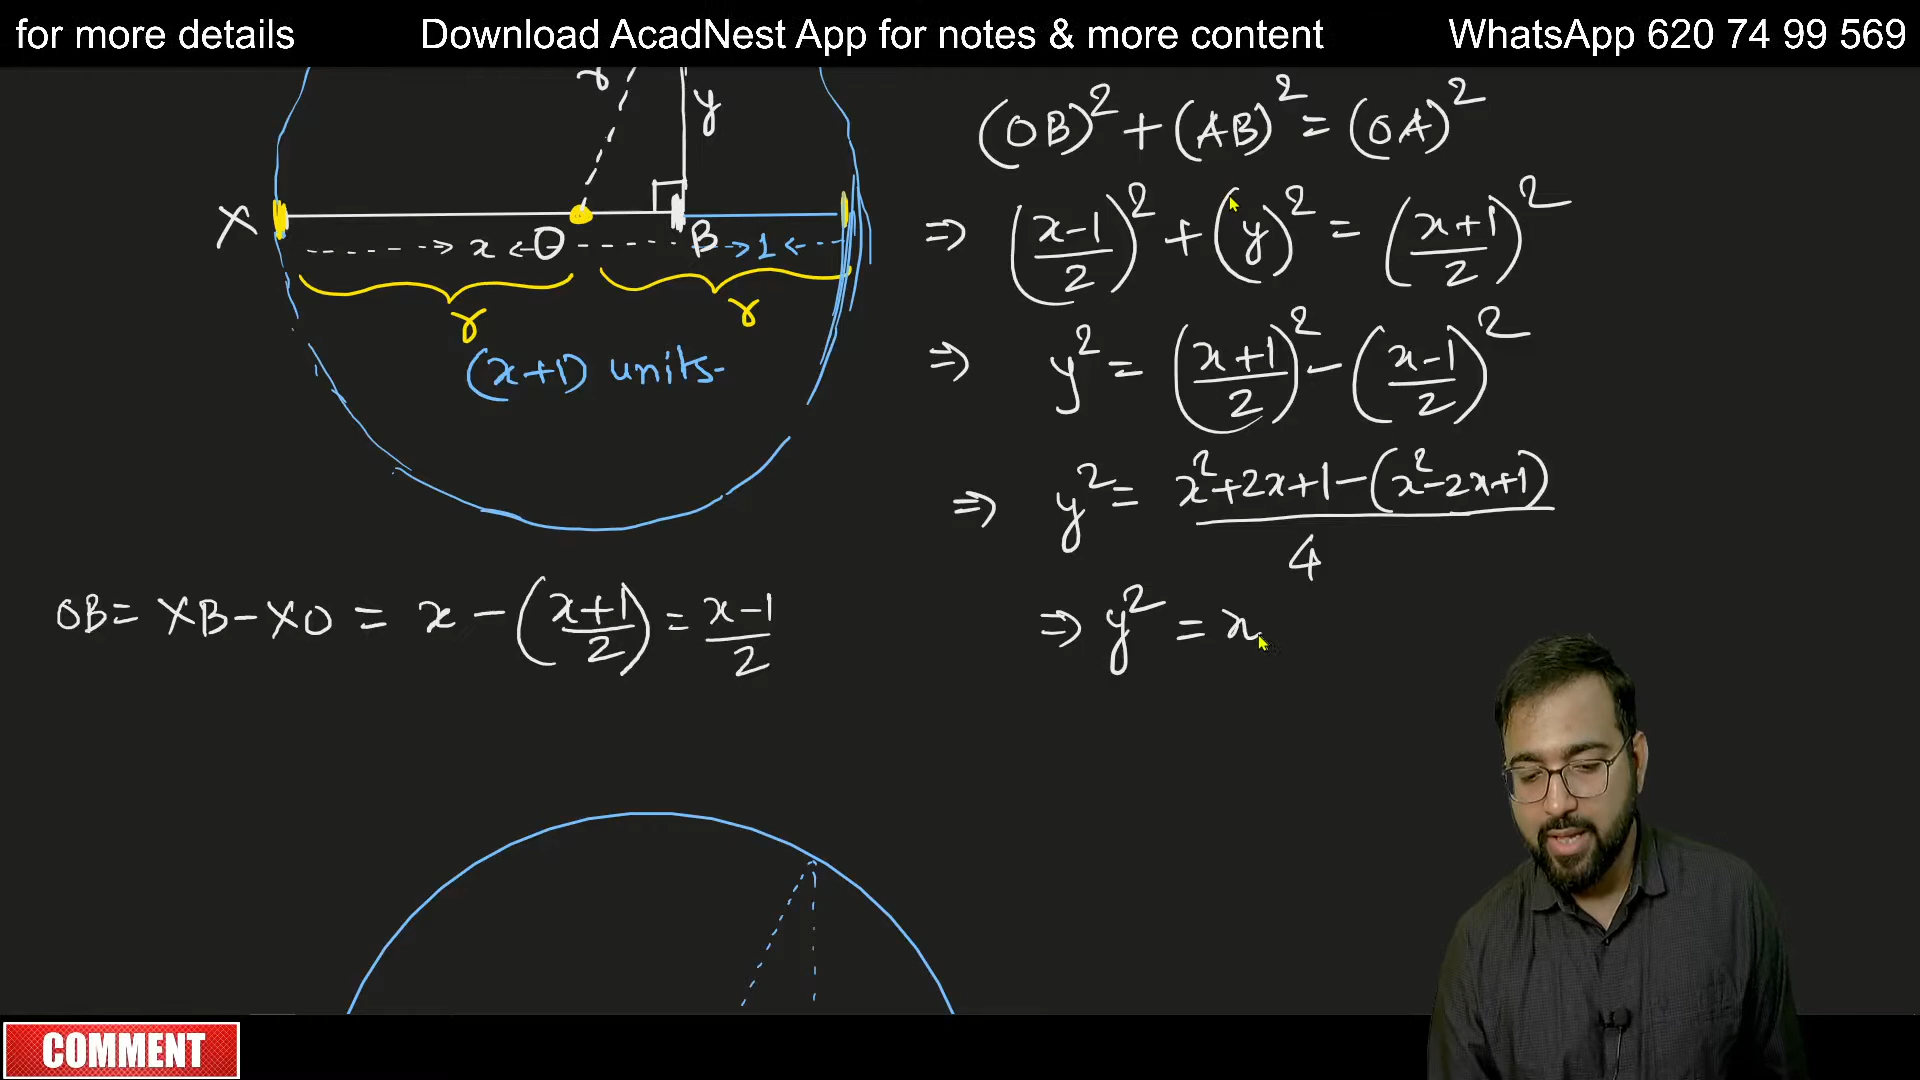 for more details Download AcadNest App for notes & more content WhatsApp 620 74 99 569
r y
X x O B 1
r r
(x+1) units
OB = XB - XO = x - (x+1/2) = x-1/2
(OB)² + (AB)² = (OA)²
⇒ (x-1/2)² + (y)² = (x+1/2)²
⇒ y² = (x+1/2)² - (x-1/2)²
⇒ y² = x²+2x+1-(x²-2x+1)/4
⇒ y² = x
COMMENT